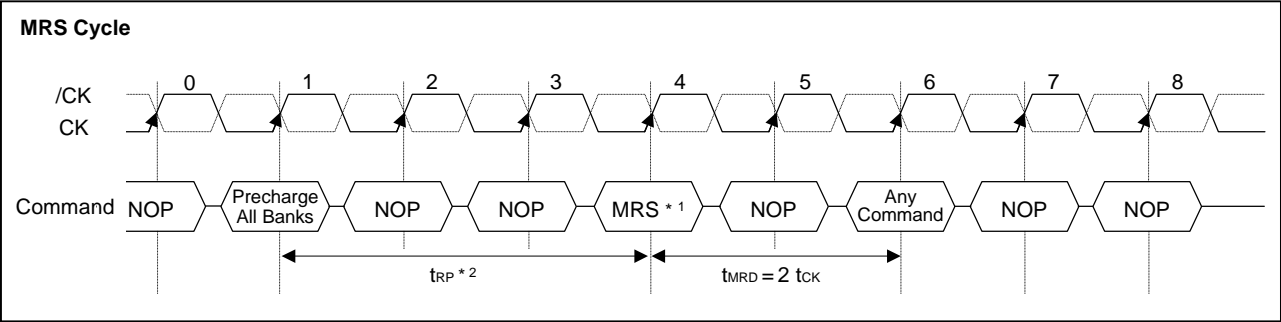 MRS Cycle
0 1 2 3 4 5 6 7 8
/CK
CK
Command NOP Precharge All Banks NOP NOP MRS *1 NOP Any Command NOP NOP
tRP *2 tMRD = 2 tCK